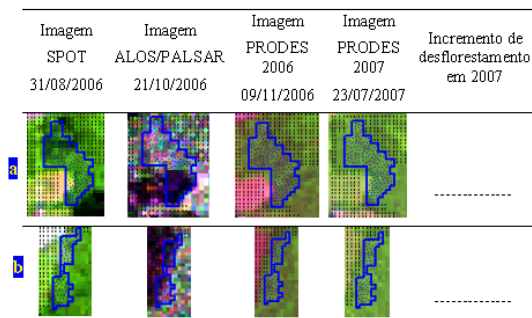 Imagem
SPOT
31/08/2006
Imagem
ALOS/PALSAR
21/10/2006
Imagem
PRODES
2006
09/11/2006
Imagem
PRODES
2007
23/07/2007
Incremento de
desflorestamento
em 2007
a
---------------
b
---------------